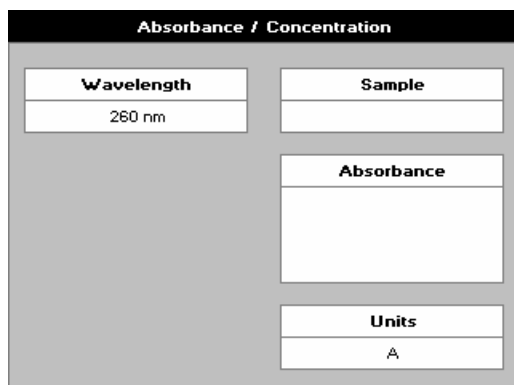 Absorbance / Concentration
Wavelength
260 nm
Sample
Absorbance
Units
A